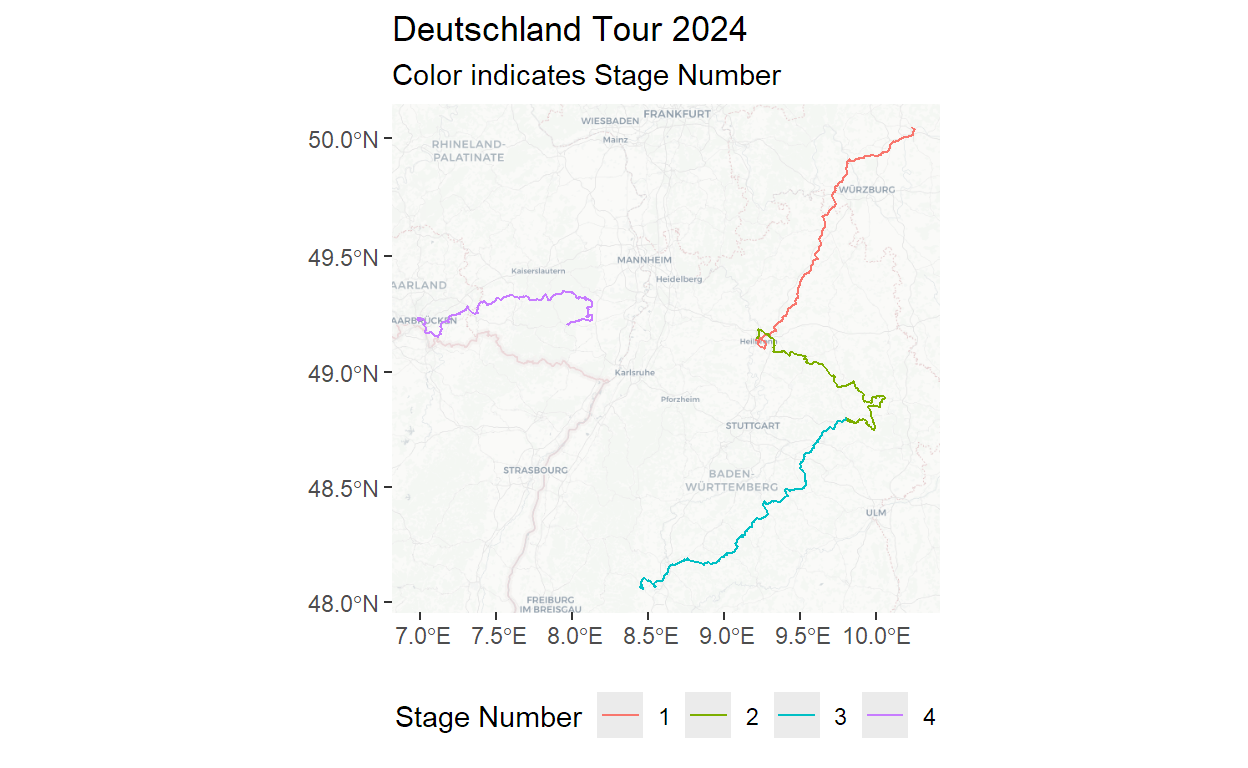 Deutschland Tour 2024
Color indicates Stage Number
FRANKFURT
WIESBADEN
Mainz
50.0°N
RHINELAND-
PALATINATE
WÜRZBURG
49.5°N
MANNHEIM
Kaiserslautern
Heidelberg
AARLAND
AARBRÜCKEN
Heilbronn
49.0°N
Karlsruhe
Pforzheim
STUTTGART
STRASBOURG
BADEN-
WÜRTTEMBERG
48.5°N
ULM
48.0°N
FREIBURG
IM BREISGAU
7.0°E 7.5°E 8.0°E 8.5°E 9.0°E 9.5°E 10.0°E
Stage Number 1 2 3 4